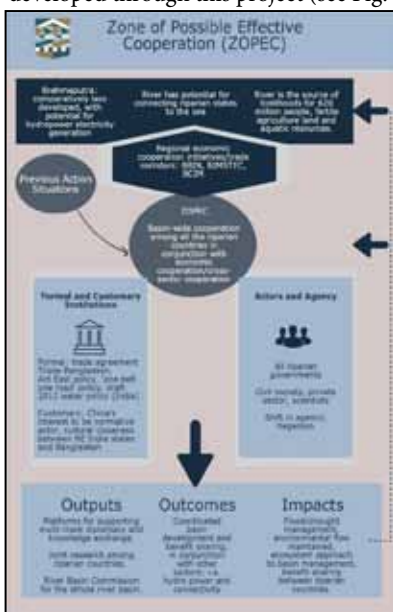 developed through this project (see Fig.
Zone of Possible Effective
Cooperation (ZOPEC)
Brahmaputra:
comparatively less
developed, with
potential for
hydropower electricity
generation
River has potential for
connecting riparian states
to the sea
River is the source of
livelihoods for 620
million people, fertile
agriculture land and
aquatic resources.
Regional economic
cooperation initiatives/trade
corridors: BBIN, BIMSTEC,
BCIM
Previous Action
Situations
ZOPEC:
Basin-wide cooperation
among all the riparian
countries in
conjunction with
economic
cooperation/cross-
sector cooperation
Formal and Customary
Institutions
Formal: trade agreement
Bangladesh,
Act East policy, 'one belt
one road' policy, draft
2012 water policy (India)
Customary: China's
interest to be normative
actor, cultural closeness
between NE India states
and Bangladesh
Actors and Agency
All riparian
governments
Civil society, private
sector, scientists
Shift in agency,
hegemon
Outputs
Platforms for supporting
multi-track diplomacy and
knowledge exchange.
Joint research among
riparian countries.
River Basin Commission
for the whole river basin.
Outcomes
Coordinated
basin
development and
benefit sharing,
in conjunction
with other
sectors: i.e.
hydro power and
connectivity
Impacts
Flood/drought
management,
environmental flow
maintained,
ecosystem approach
to basin management,
benefit sharing
between riparian
countries.